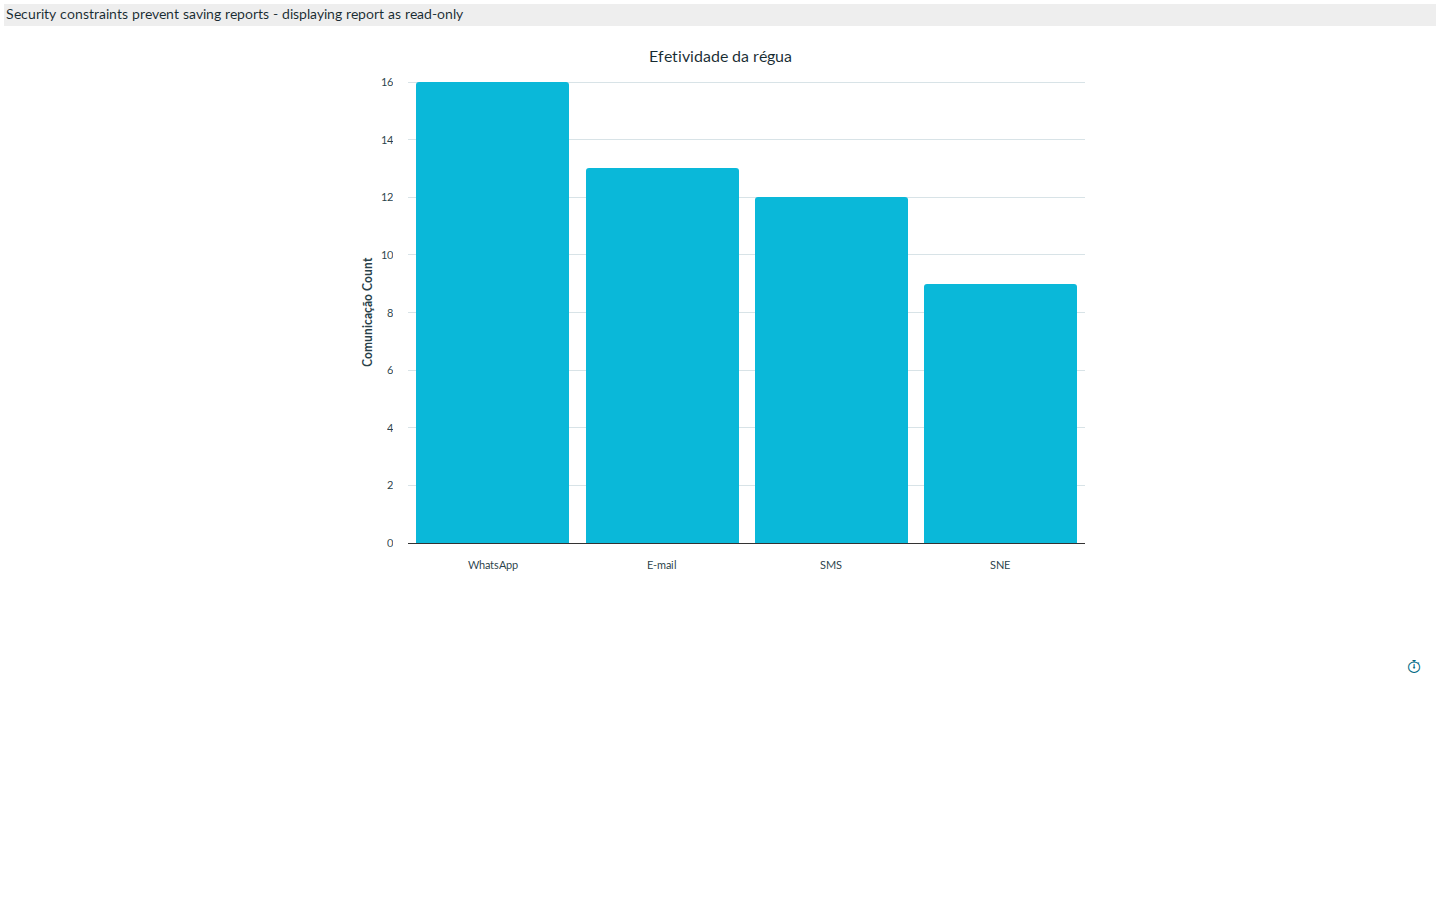 Security constraints prevent saving reports - displaying report as read-only
Efetividade da régua
Comunicação Count
16
14
12
10
8
6
4
2
0
WhatsApp
E-mail
SMS
SNE